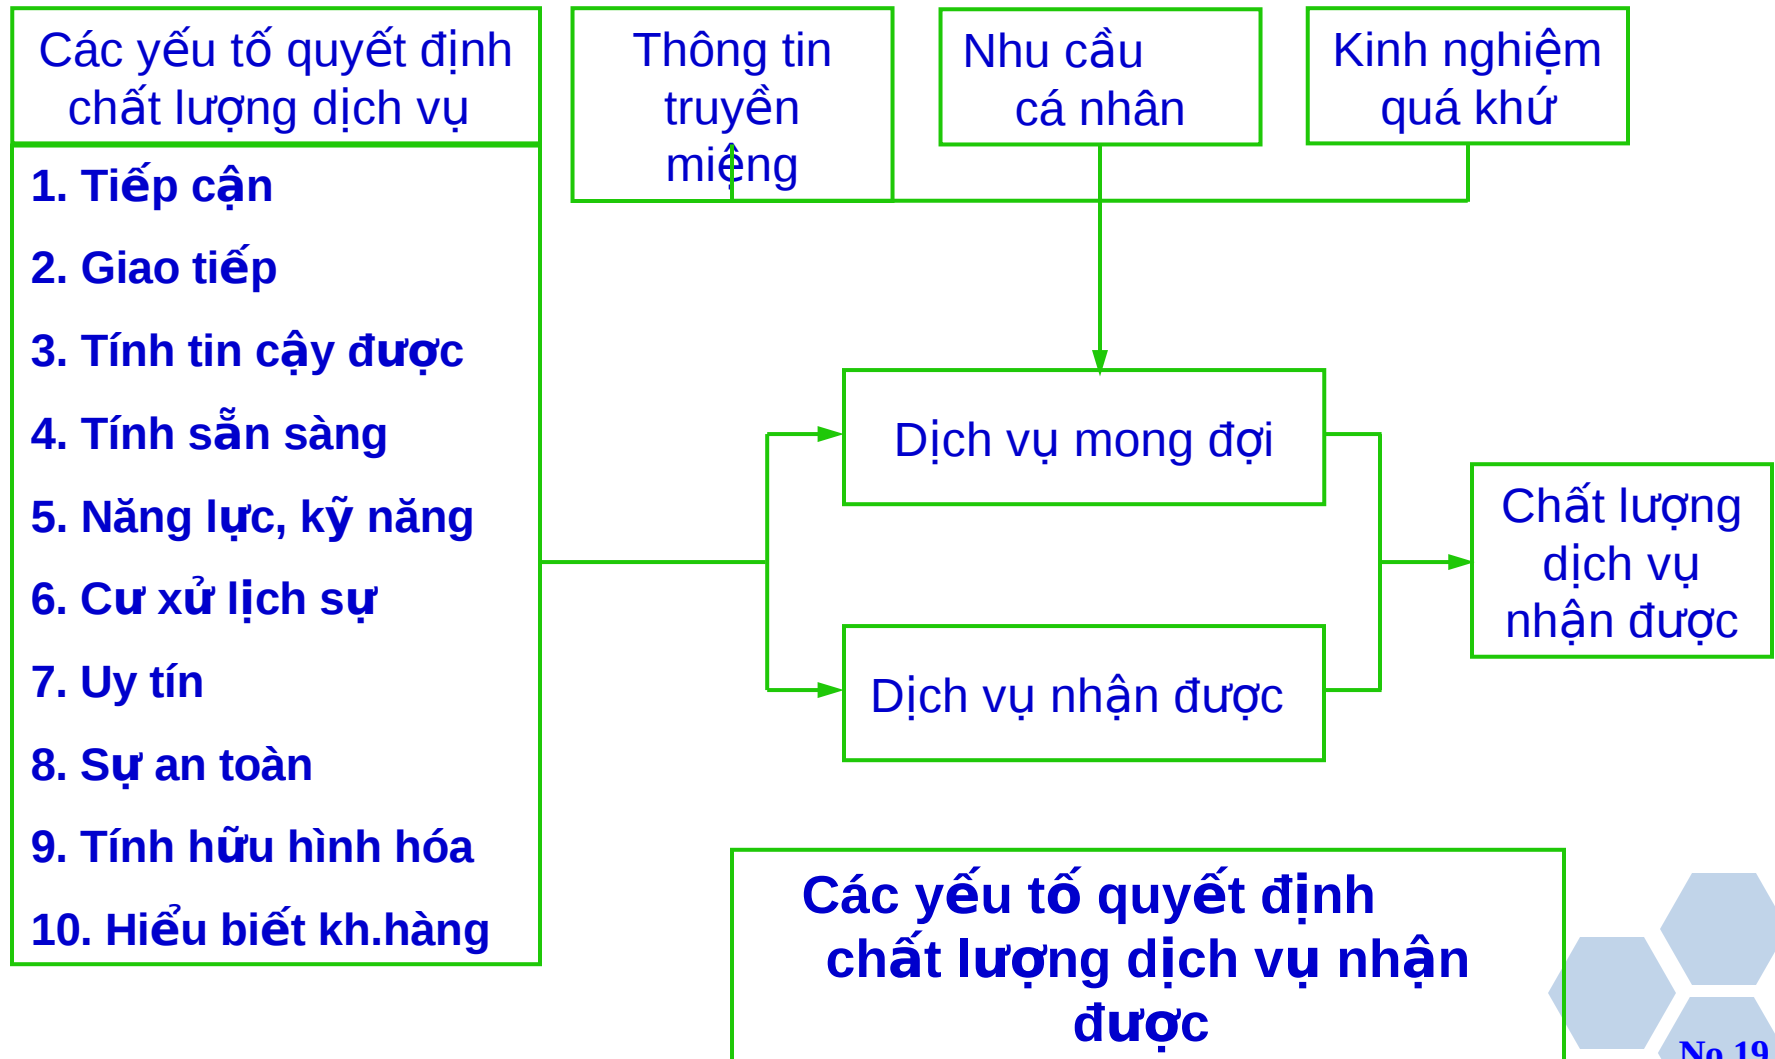 Các yếu tố quyết định
chất lượng dịch vụ
1. Tiếp cận
2. Giao tiếp
3. Tính tin cậy được
4. Tính sẵn sàng
5. Năng lực, kỹ năng
6. Cư xử lịch sự
7. Uy tín
8. Sự an toàn
9. Tính hữu hình hóa
10. Hiểu biết kh.hàng
Thông tin
truyền
miệng
Nhu cầu
cá nhân
Kinh nghiệm
quá khứ
Dịch vụ mong đợi
Dịch vụ nhận được
Chất lượng
dịch vụ
nhận được
Các yếu tố quyết định
chất lượng dịch vụ nhận
được
No 19